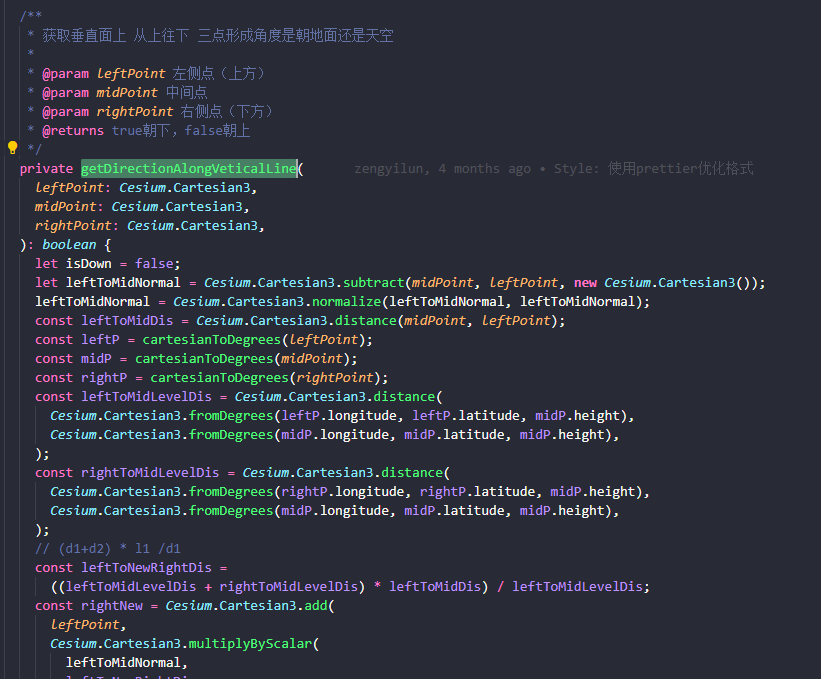 /**
* 获取垂直面上 从上往下 三点形成角度是朝地面还是天空
*
* @param leftPoint 左侧点（上方）
* @param midPoint 中间点
* @param rightPoint 右侧点（下方）
* @returns true朝下，false朝上
*/
private getDirectionAlongVeticalLine( zengyilun, 4 months ago • Style: 使用prettier优化格式
leftPoint: Cesium.Cartesian3,
midPoint: Cesium.Cartesian3,
rightPoint: Cesium.Cartesian3,
): boolean {
let isDown = false;
let leftToMidNormal = Cesium.Cartesian3.subtract(midPoint, leftPoint, new Cesium.Cartesian3());
leftToMidNormal = Cesium.Cartesian3.normalize(leftToMidNormal, leftToMidNormal);
const leftToMidDis = Cesium.Cartesian3.distance(midPoint, leftPoint);
const leftP = cartesianToDegrees(leftPoint);
const midP = cartesianToDegrees(midPoint);
const rightP = cartesianToDegrees(rightPoint);
const leftToMidLevelDis = Cesium.Cartesian3.distance(
Cesium.Cartesian3.fromDegrees(leftP.longitude, leftP.latitude, midP.height),
Cesium.Cartesian3.fromDegrees(midP.longitude, midP.latitude, midP.height),
);
const rightToMidLevelDis = Cesium.Cartesian3.distance(
Cesium.Cartesian3.fromDegrees(rightP.longitude, rightP.latitude, midP.height),
Cesium.Cartesian3.fromDegrees(midP.longitude, midP.latitude, midP.height),
);
// (d1+d2) * l1 /d1
const leftToNewRightDis =
((leftToMidLevelDis + rightToMidLevelDis) * leftToMidDis) / leftToMidLevelDis;
const rightNew = Cesium.Cartesian3.add(
leftPoint,
Cesium.Cartesian3.multiplyByScalar(
leftToMidNormal,